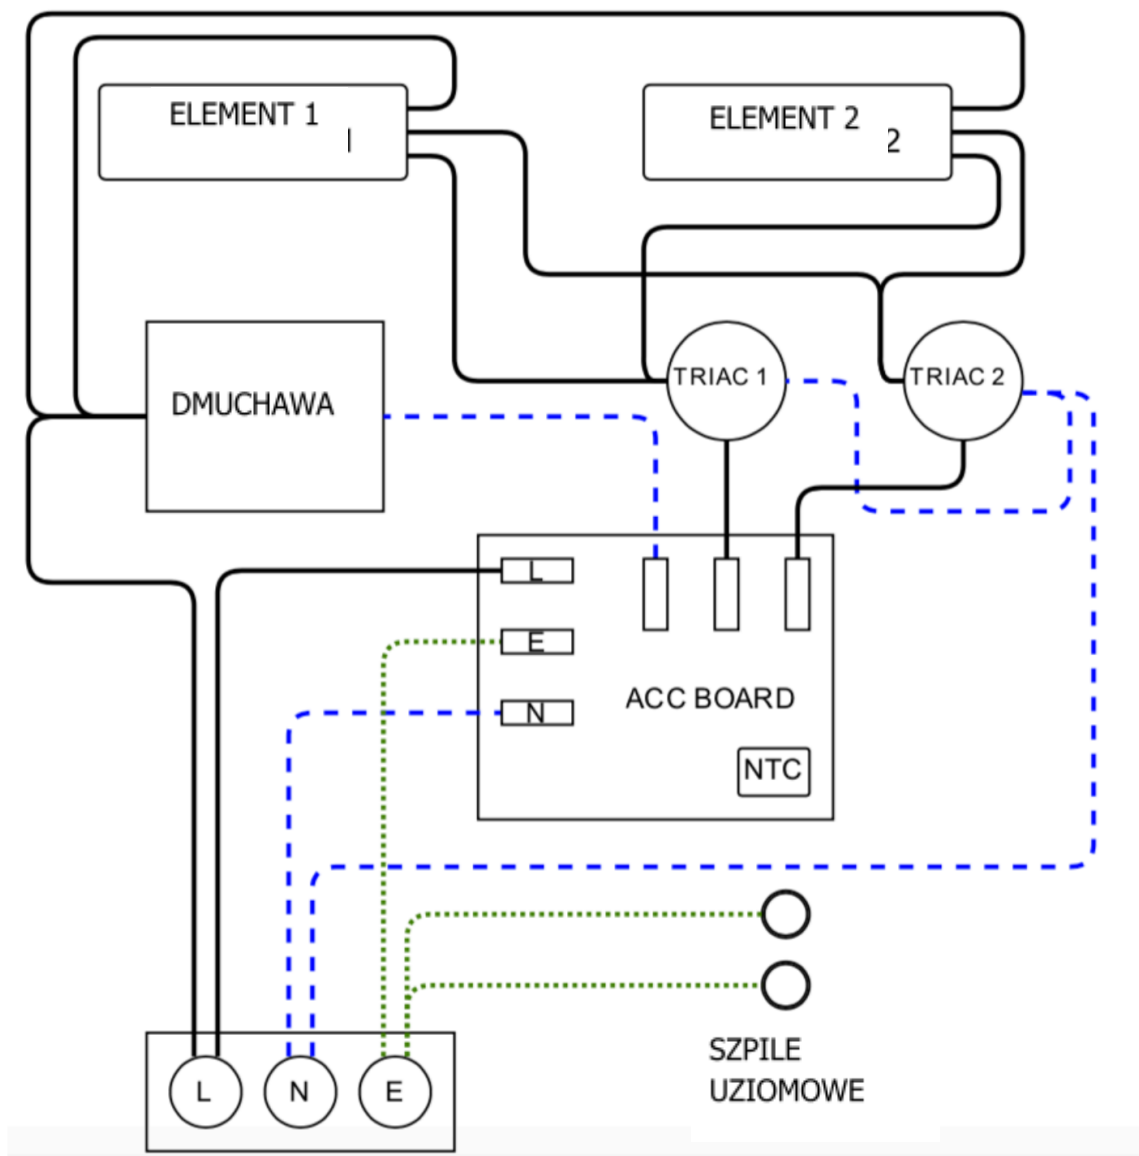 ELEMENT 1
ELEMENT 2
2
DMUCHAWA
TRIAC 1
TRIAC 2
L
E
N
ACC BOARD
NTC
SZPILE
UZIOMOWE
L N E